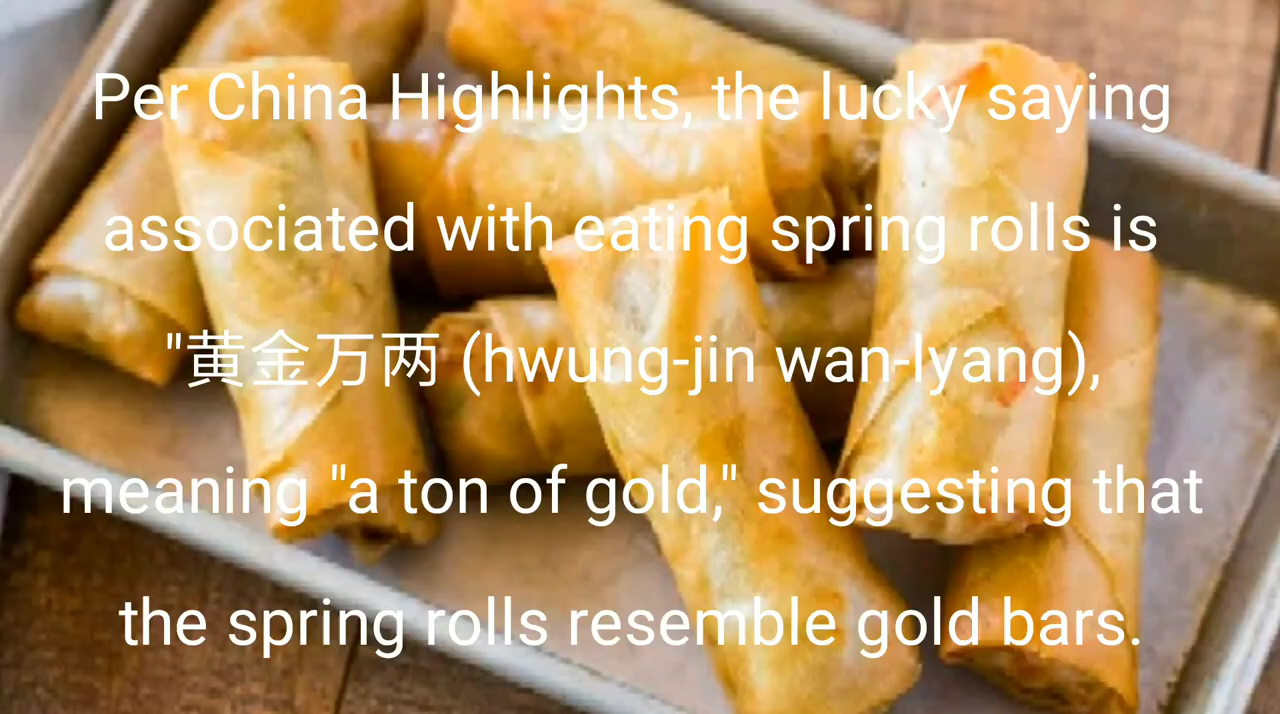 Per China Highlights, the lucky saying
associated with eating spring rolls is
"黄金万两 (hwung-jin wan-lyang),
meaning "a ton of gold," suggesting that
the spring rolls resemble gold bars.